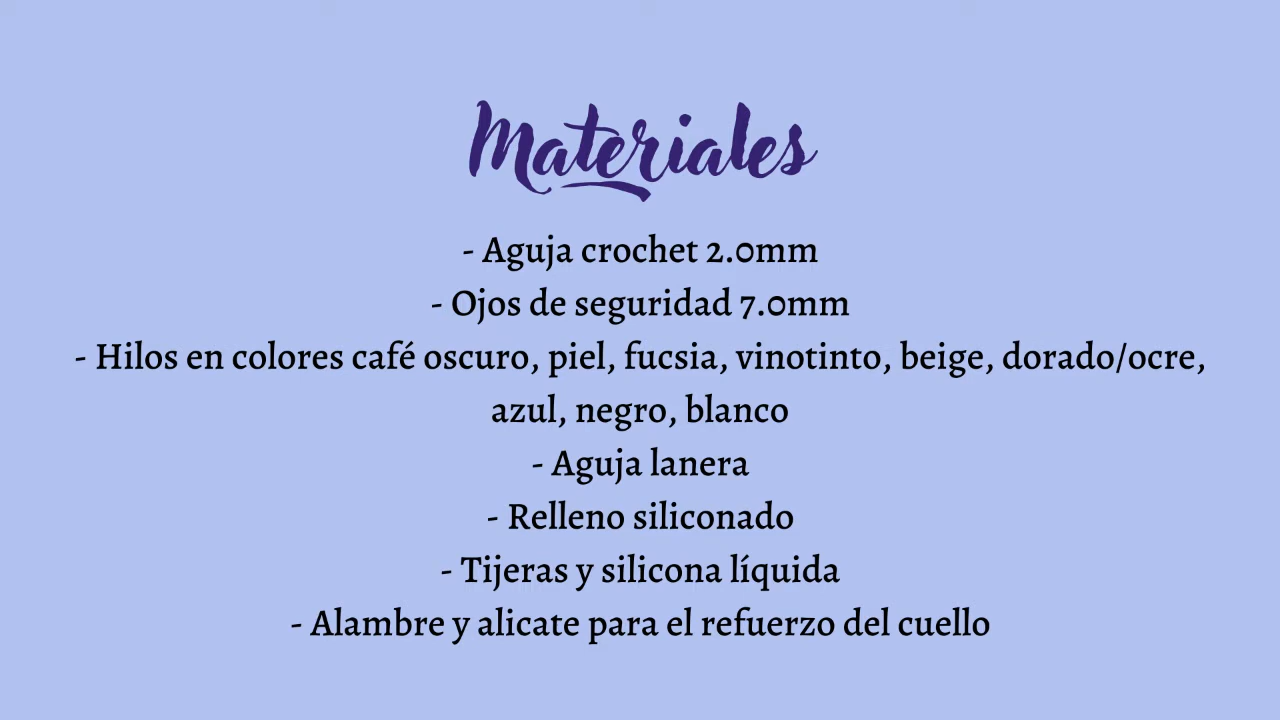 Materiales
- Aguja crochet 2.0mm
- Ojos de seguridad 7.0mm
- Hilos en colores café oscuro, piel, fucsia, vinotinto, beige, dorado/ocre,
azul, negro, blanco
- Aguja lanera
- Relleno siliconado
- Tijeras y silicona líquida
- Alambre y alicate para el refuerzo del cuello